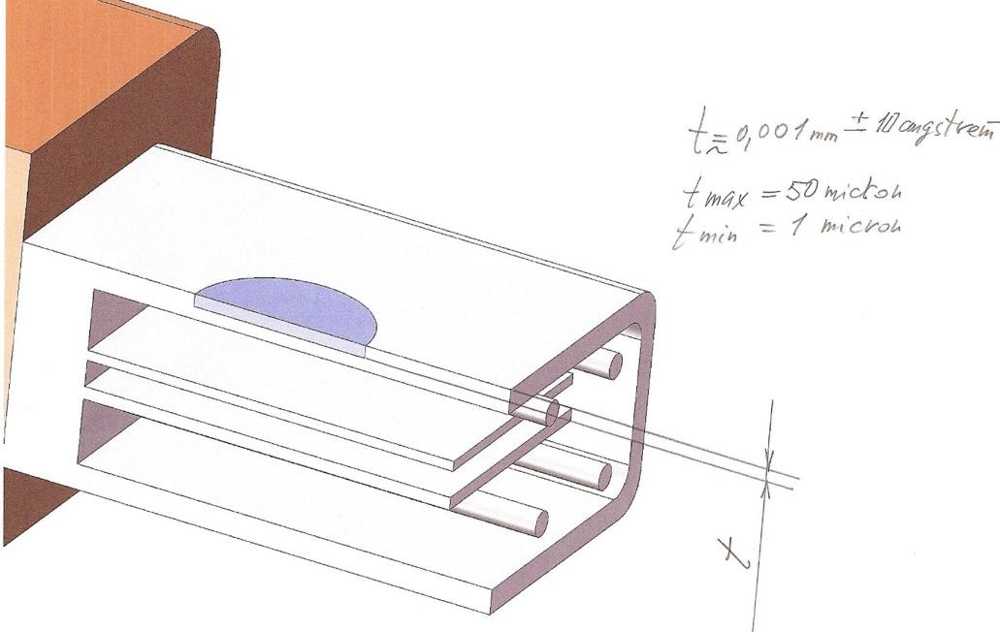 t ≈ 0,001 mm ± 10 angstrem
t max = 50 micron
t min = 1 micron
t